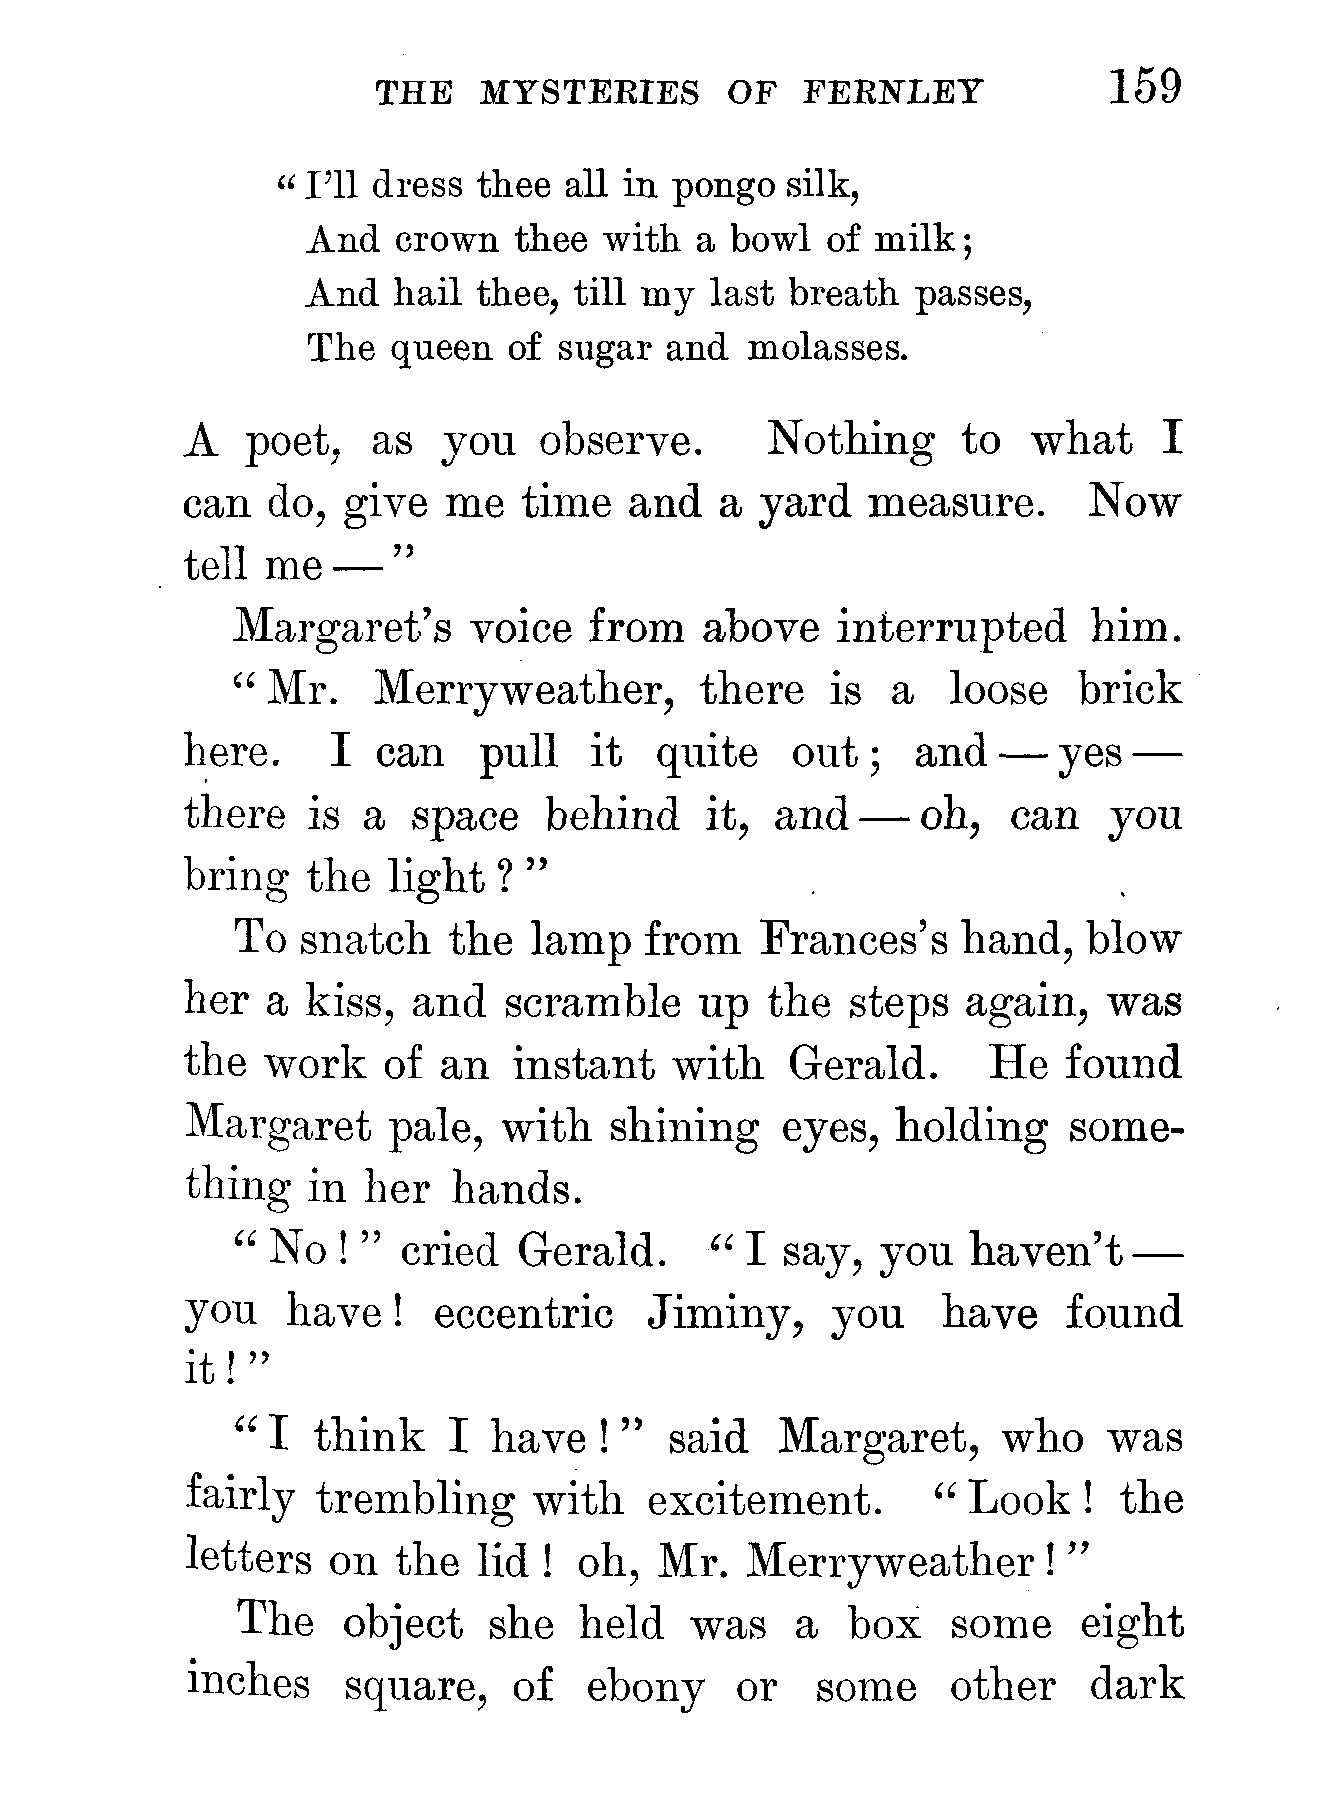 THE MYSTERIES OF FERNLEY 159
“ I’ll dress thee all in pongo silk,
And crown thee with a bowl of milk ;
And hail thee, till my last breath passes,
The queen of sugar and molasses.
A poet, as you observe. Nothing to what I
can do, give me time and a yard measure. Now
tell me — ”
Margaret’s voice from above interrupted him.
“ Mr. Merryweather, there is a loose brick
here. I can pull it quite out ; and — yes —
there is a space behind it, and — oh, can you
bring the light ? ”
To snatch the lamp from Frances’s hand, blow
her a kiss, and scramble up the steps again, was
the work of an instant with Gerald. He found
Margaret pale, with shining eyes, holding some-
thing in her hands.
“ No ! ” cried Gerald. “ I say, you haven’t —
you have ! eccentric Jiminy, you have found
it ! ”
“ I think I have ! ” said Margaret, who was
fairly trembling with excitement. “ Look ! the
letters on the lid ! oh, Mr. Merryweather ! ”
The object she held was a box some eight
inches square, of ebony or some other dark